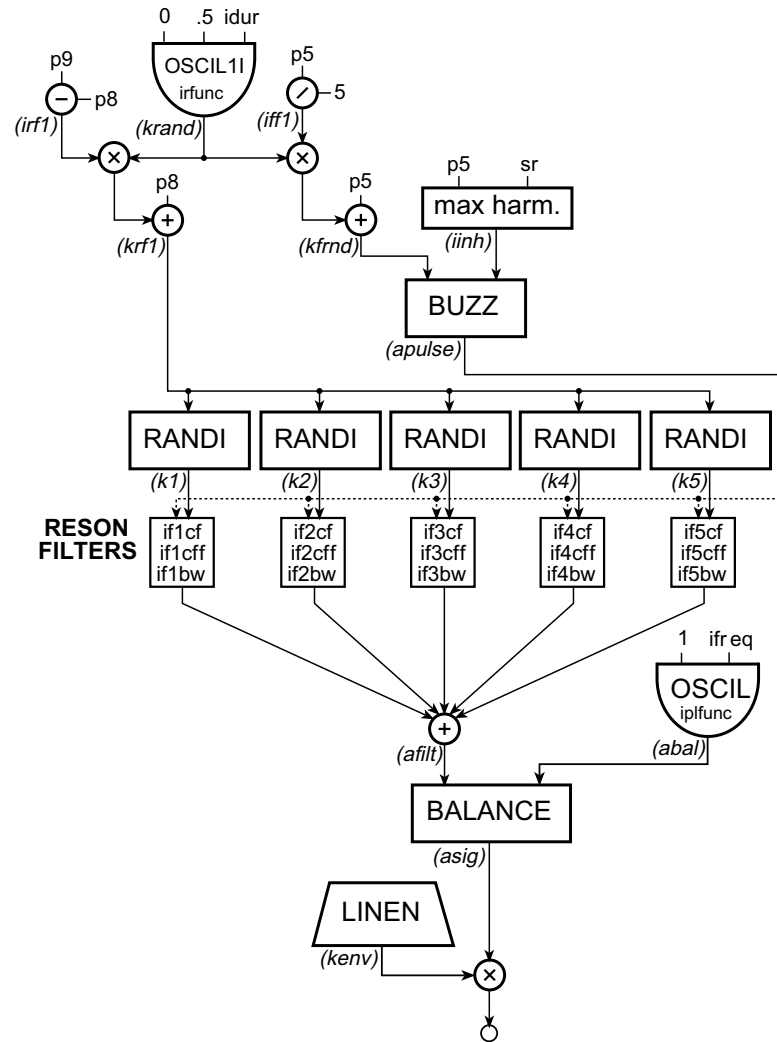 0 .5 idur
p9
p5
OSCIL1I
irfunc
− p8
∕ 5
(irf1) (krand) (iff1)
× ×
p8 p5 p5 sr
+ + max harm.
(krf1) (kfrnd) (iinh)
BUZZ
(apulse)
RANDI RANDI RANDI RANDI RANDI
(k1) (k2) (k3) (k4) (k5)
RESON
FILTERS
if1cf if2cf if3cf if4cf if5cf
if1cff if2cff if3cff if4cff if5cff
if1bw if2bw if3bw if4bw if5bw
1 ifreq
OSCIL
iplfunc
+
(afilt) (abal)
BALANCE
(asig)
LINEN
(kenv)
×